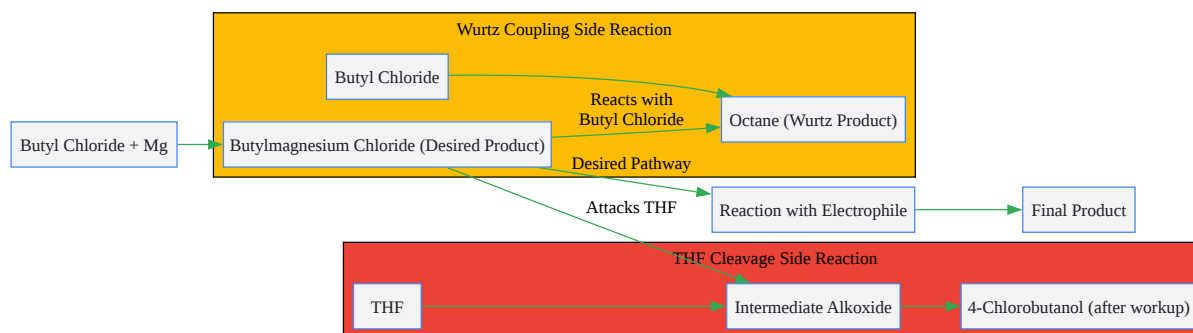 Wurtz Coupling Side Reaction
Butyl Chloride
Reacts with
Butyl Chloride
Octane (Wurtz Product)
Butyl Chloride + Mg
Butylmagnesium Chloride (Desired Product)
Desired Pathway
Attacks THF
Reaction with Electrophile
Final Product
THF Cleavage Side Reaction
THF
Intermediate Alkoxide
4-Chlorobutanol (after workup)